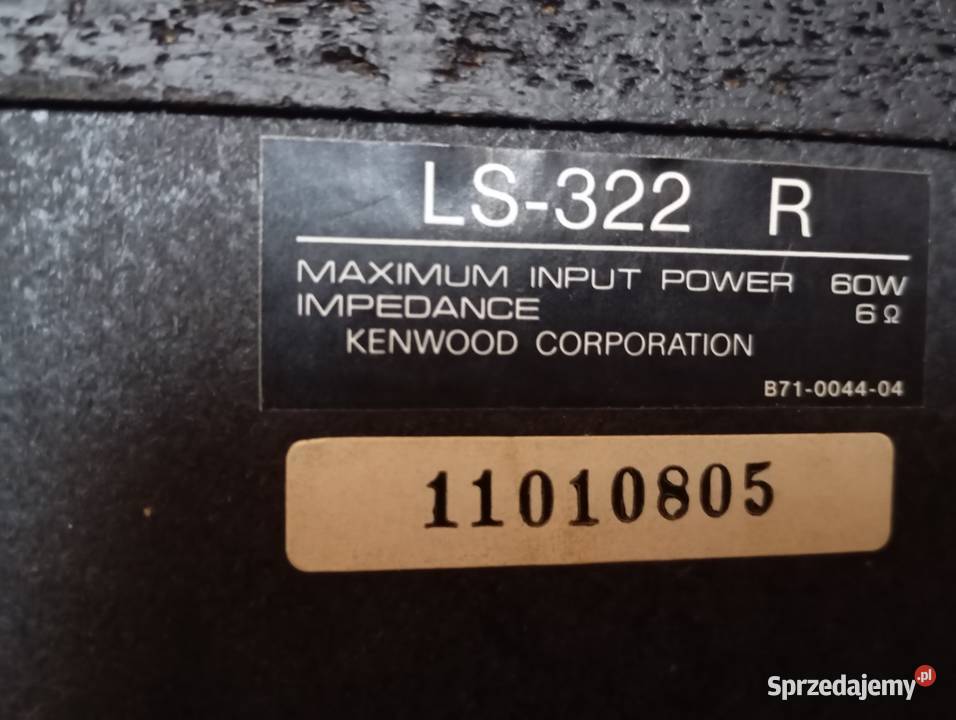 LS-322 R
MAXIMUM INPUT POWER 60W
IMPEDANCE 6Ω
KENWOOD CORPORATION
B71-0044-04
11010805
Sprzedajemy.pl